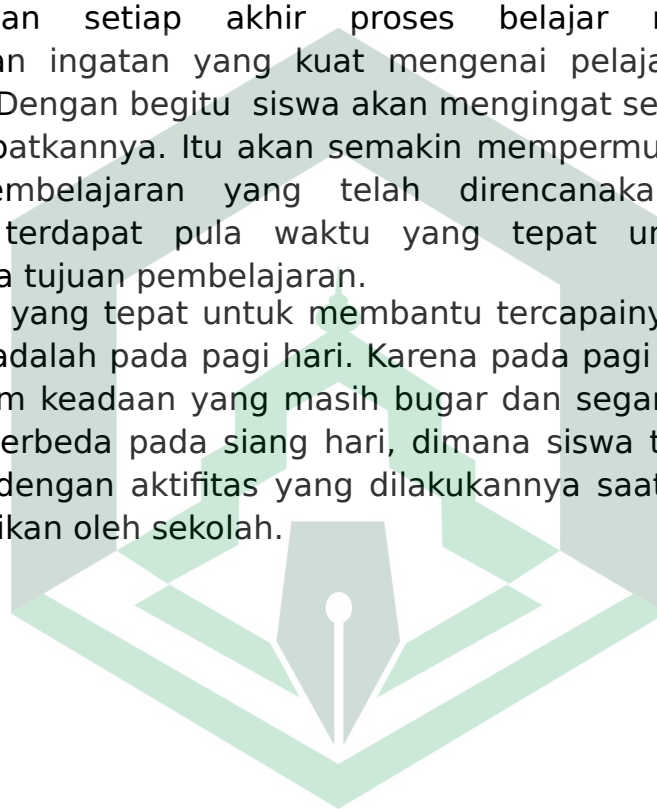 an setiap akhir proses belajar
an ingatan yang kuat mengenai pelaja
Dengan begitu siswa akan mengingat se
patkannya. Itu akan semakin mempermu
embelajaran yang telah direncanaka
terdapat pula waktu yang tepat un
a tujuan pembelajaran.
yang tepat untuk membantu tercapainy
adalah pada pagi hari. Karena pada pagi
m keadaan yang masih bugar dan segar
erbeda pada siang hari, dimana siswa t
dengan aktifitas yang dilakukannya saat
ikan oleh sekolah.